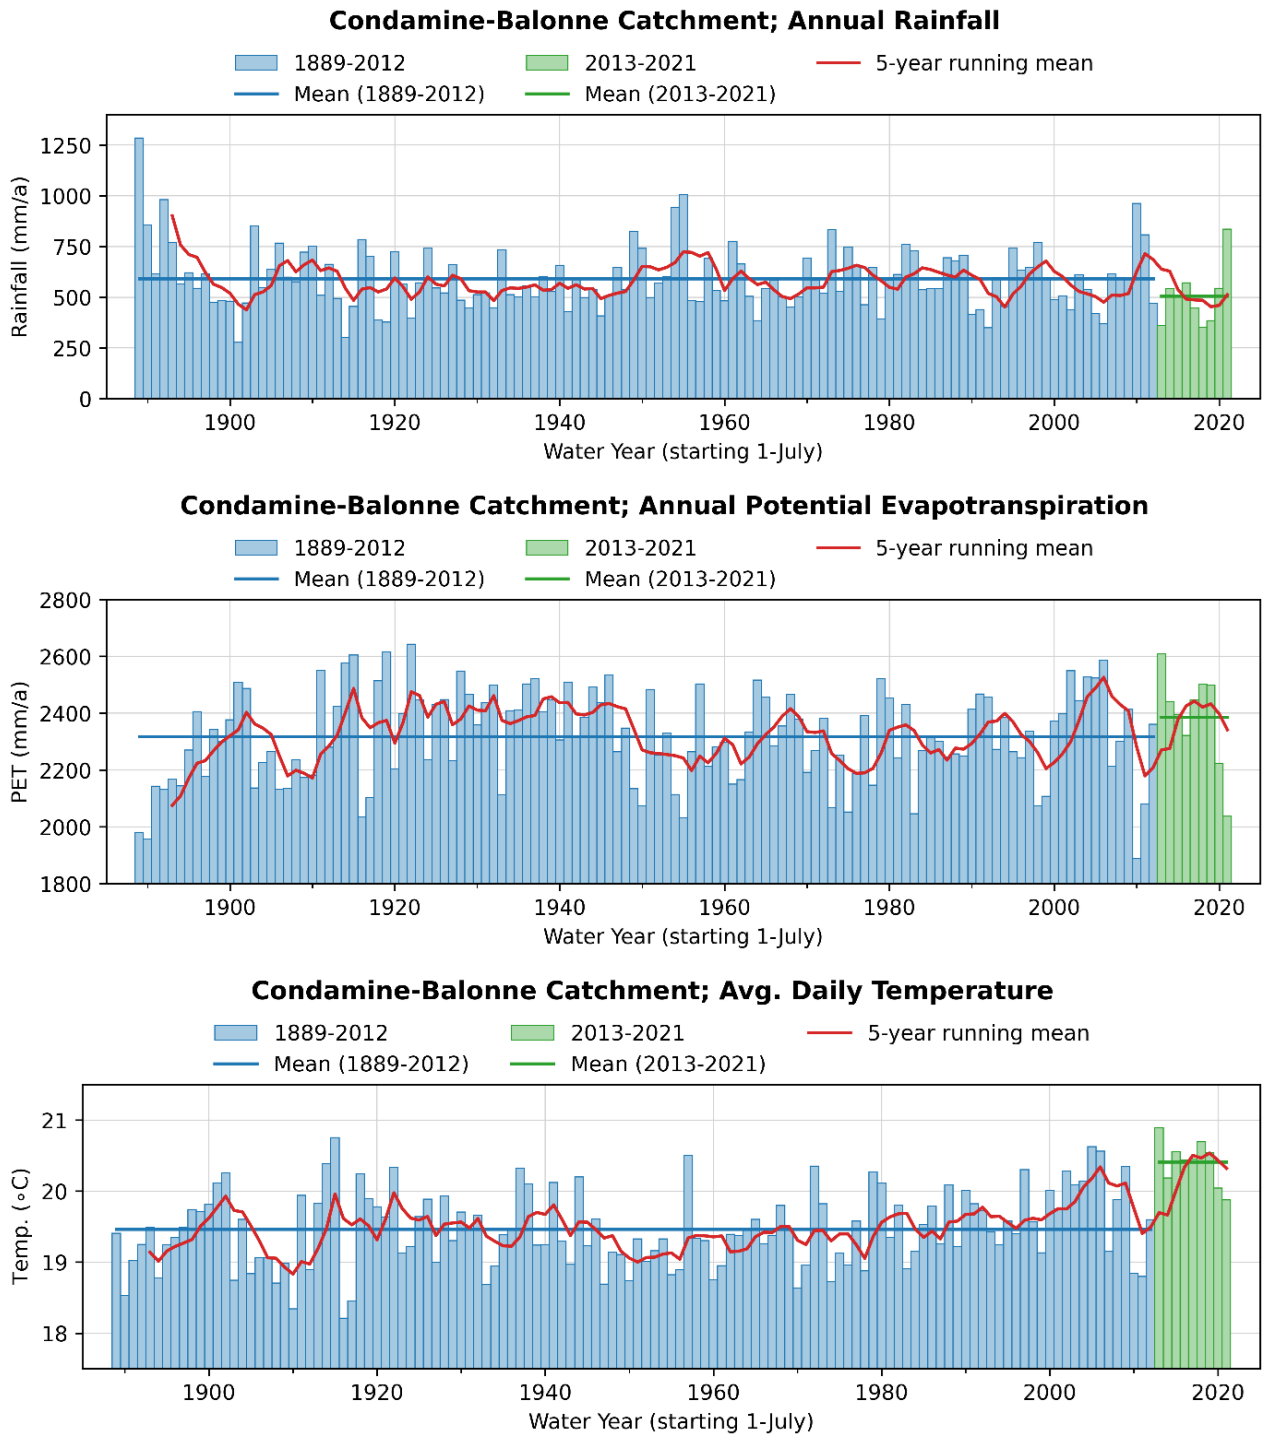 Condamine-Balonne Catchment; Annual Rainfall
1889-2012 2013-2021 5-year running mean
Mean (1889-2012) Mean (2013-2021)
1250
1000
750
500
250
0
Rainfall (mm/a)
1900 1920 1940 1960 1980 2000 2020
Water Year (starting 1-July)
Condamine-Balonne Catchment; Annual Potential Evapotranspiration
1889-2012 2013-2021 5-year running mean
Mean (1889-2012) Mean (2013-2021)
2800
2600
2400
2200
2000
1800
PET (mm/a)
1900 1920 1940 1960 1980 2000 2020
Water Year (starting 1-July)
Condamine-Balonne Catchment; Avg. Daily Temperature
1889-2012 2013-2021 5-year running mean
Mean (1889-2012) Mean (2013-2021)
21
20
19
18
Temp. (∘C)
1900 1920 1940 1960 1980 2000 2020
Water Year (starting 1-July)